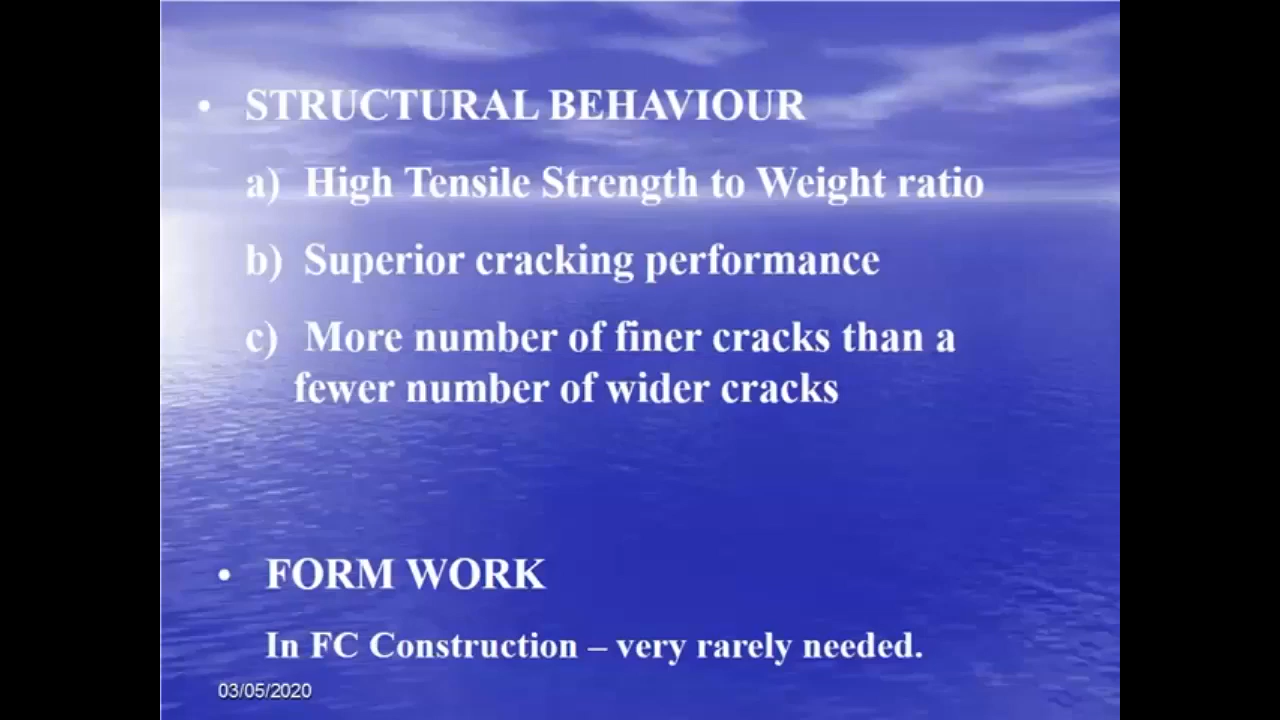 • STRUCTURAL BEHAVIOUR
a) High Tensile Strength to Weight ratio
b) Superior cracking performance
c) More number of finer cracks than a
fewer number of wider cracks
• FORM WORK
In FC Construction – very rarely needed.
03/05/2020